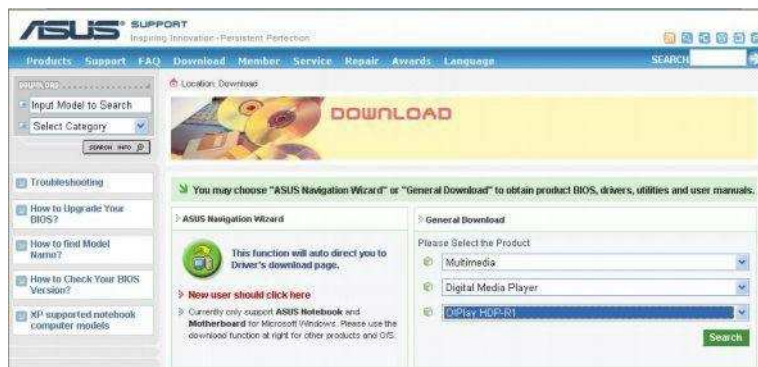 ASUS SUPPORT
Inspiring Innovation · Persistent Perfection
Products Support FAQ Download Member Service Repair Awards Language SEARCH
DOWNLOAD
Location: Download
Input Model to Search
Select Category
SEARCH INFO
DOWNLOAD
Troubleshooting
How to Upgrade Your BIOS?
How to find Model Name?
How to Check Your BIOS Version?
XP supported notebook computer models
You may choose "ASUS Navigation Wizard" or "General Download" to obtain product BIOS, drivers, utilities and user manuals.
ASUS Navigation Wizard
This function will auto direct you to
Driver's download page.
New user should click here
Currently only support ASUS Notebook and
Motherboard for Microsoft Windows. Please use the
download function at right for other products and O/S.
General Download
Please Select the Product
Multimedia
Digital Media Player
O!Play HDP-R1
Search